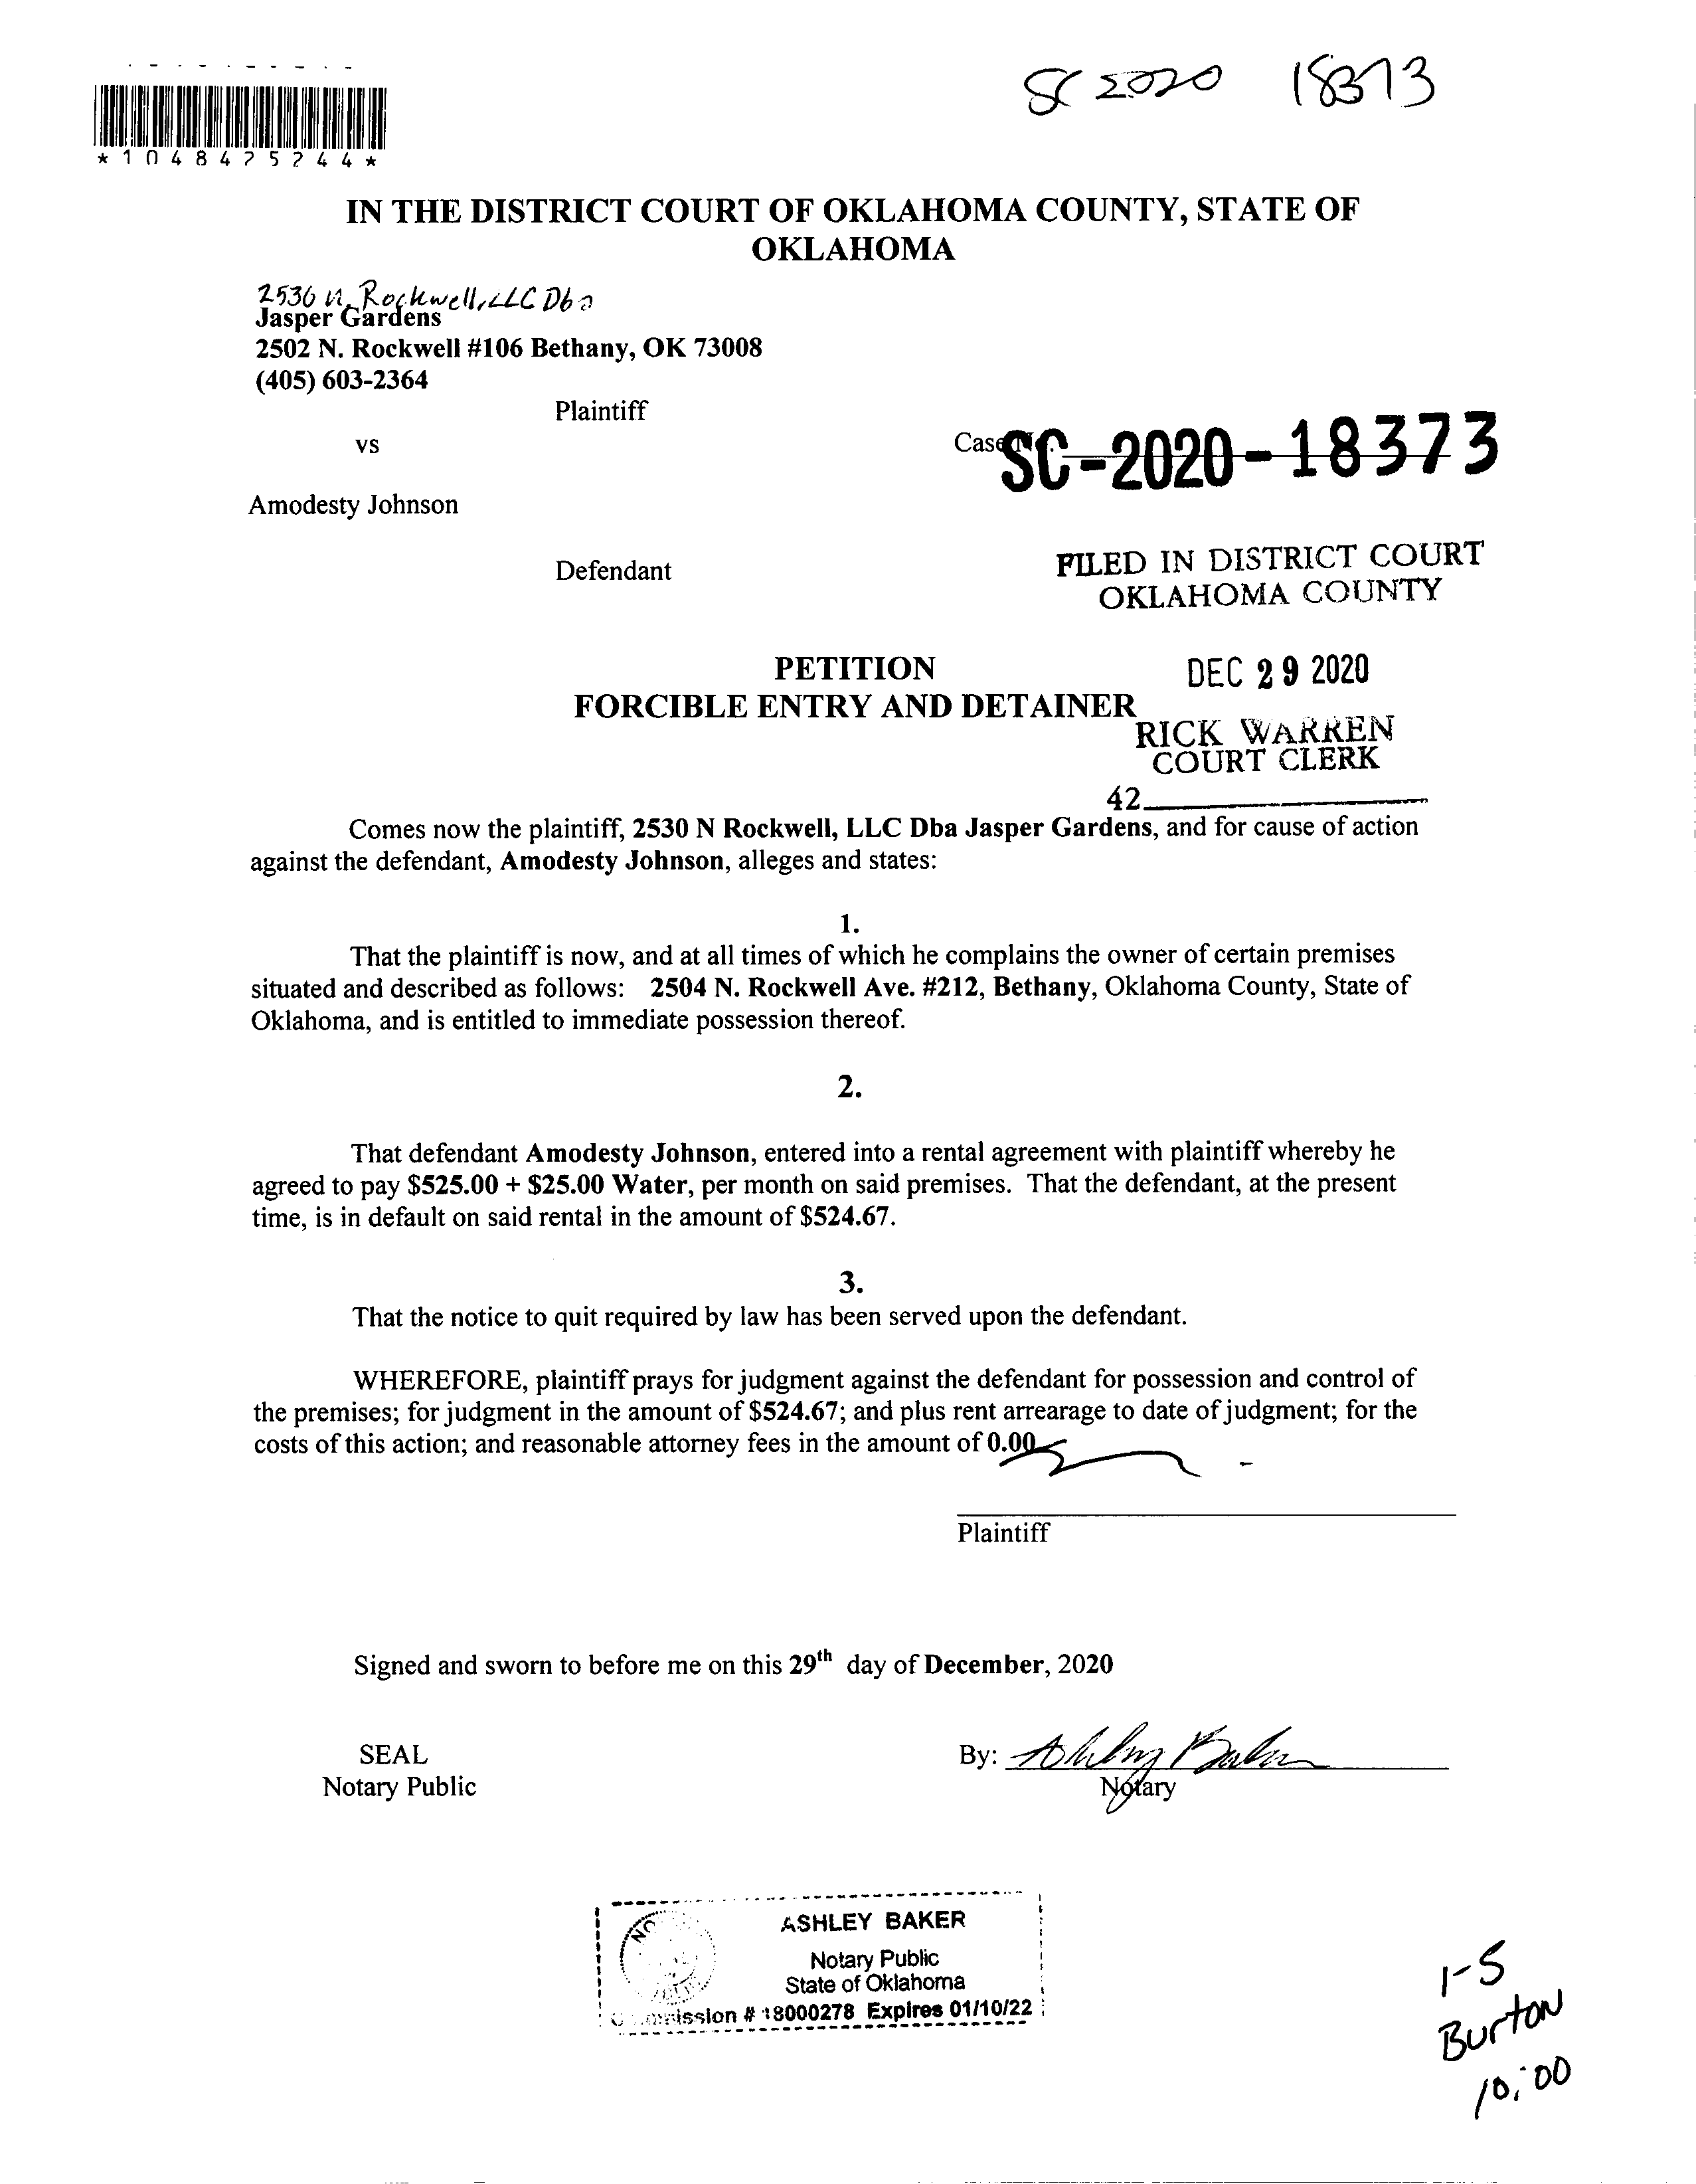 SC 2020 18373
*1048425244*
IN THE DISTRICT COURT OF OKLAHOMA COUNTY, STATE OF
OKLAHOMA
2536 N. Rockwell, LLC Dba
Jasper Gardens
2502 N. Rockwell #106 Bethany, OK 73008
(405) 603-2364
Plaintiff
vs
Case No. SC-2020-18373
Amodesty Johnson
FILED IN DISTRICT COURT
Defendant
OKLAHOMA COUNTY
PETITION
DEC 29 2020
FORCIBLE ENTRY AND DETAINER
RICK WARREN
COURT CLERK
42
Comes now the plaintiff, 2530 N Rockwell, LLC Dba Jasper Gardens, and for cause of action
against the defendant, Amodesty Johnson, alleges and states:
1.
That the plaintiff is now, and at all times of which he complains the owner of certain premises
situated and described as follows: 2504 N. Rockwell Ave. #212, Bethany, Oklahoma County, State of
Oklahoma, and is entitled to immediate possession thereof.
2.
That defendant Amodesty Johnson, entered into a rental agreement with plaintiff whereby he
agreed to pay $525.00 + $25.00 Water, per month on said premises. That the defendant, at the present
time, is in default on said rental in the amount of $524.67.
3.
That the notice to quit required by law has been served upon the defendant.
WHEREFORE, plaintiff prays for judgment against the defendant for possession and control of
the premises; for judgment in the amount of $524.67; and plus rent arrearage to date of judgment; for the
costs of this action; and reasonable attorney fees in the amount of 0.00
Plaintiff
Signed and sworn to before me on this 29th day of December, 2020
SEAL
By: Ashley Baker
Notary Public
Notary
ASHLEY BAKER
Notary Public
State of Oklahoma
Commission # 18000278 Expires 01/10/22
1-5
Burton
10:00